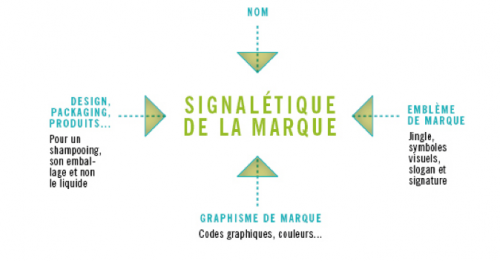 NOM
DESIGN,
PACKAGING,
PRODUITS...
Pour un
shampooing,
son embal-
lage et non
le liquide
SIGNALÉTIQUE
DE LA MARQUE
EMBLÈME
DE MARQUE
Jingle,
symboles
visuels,
slogan et
signature
GRAPHISME DE MARQUE
Codes graphiques, couleurs...